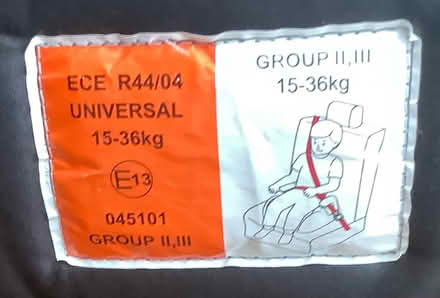 ECE R44/04
UNIVERSAL
15-36kg
E13
045101
GROUP II,III
GROUP II,III
15-36kg